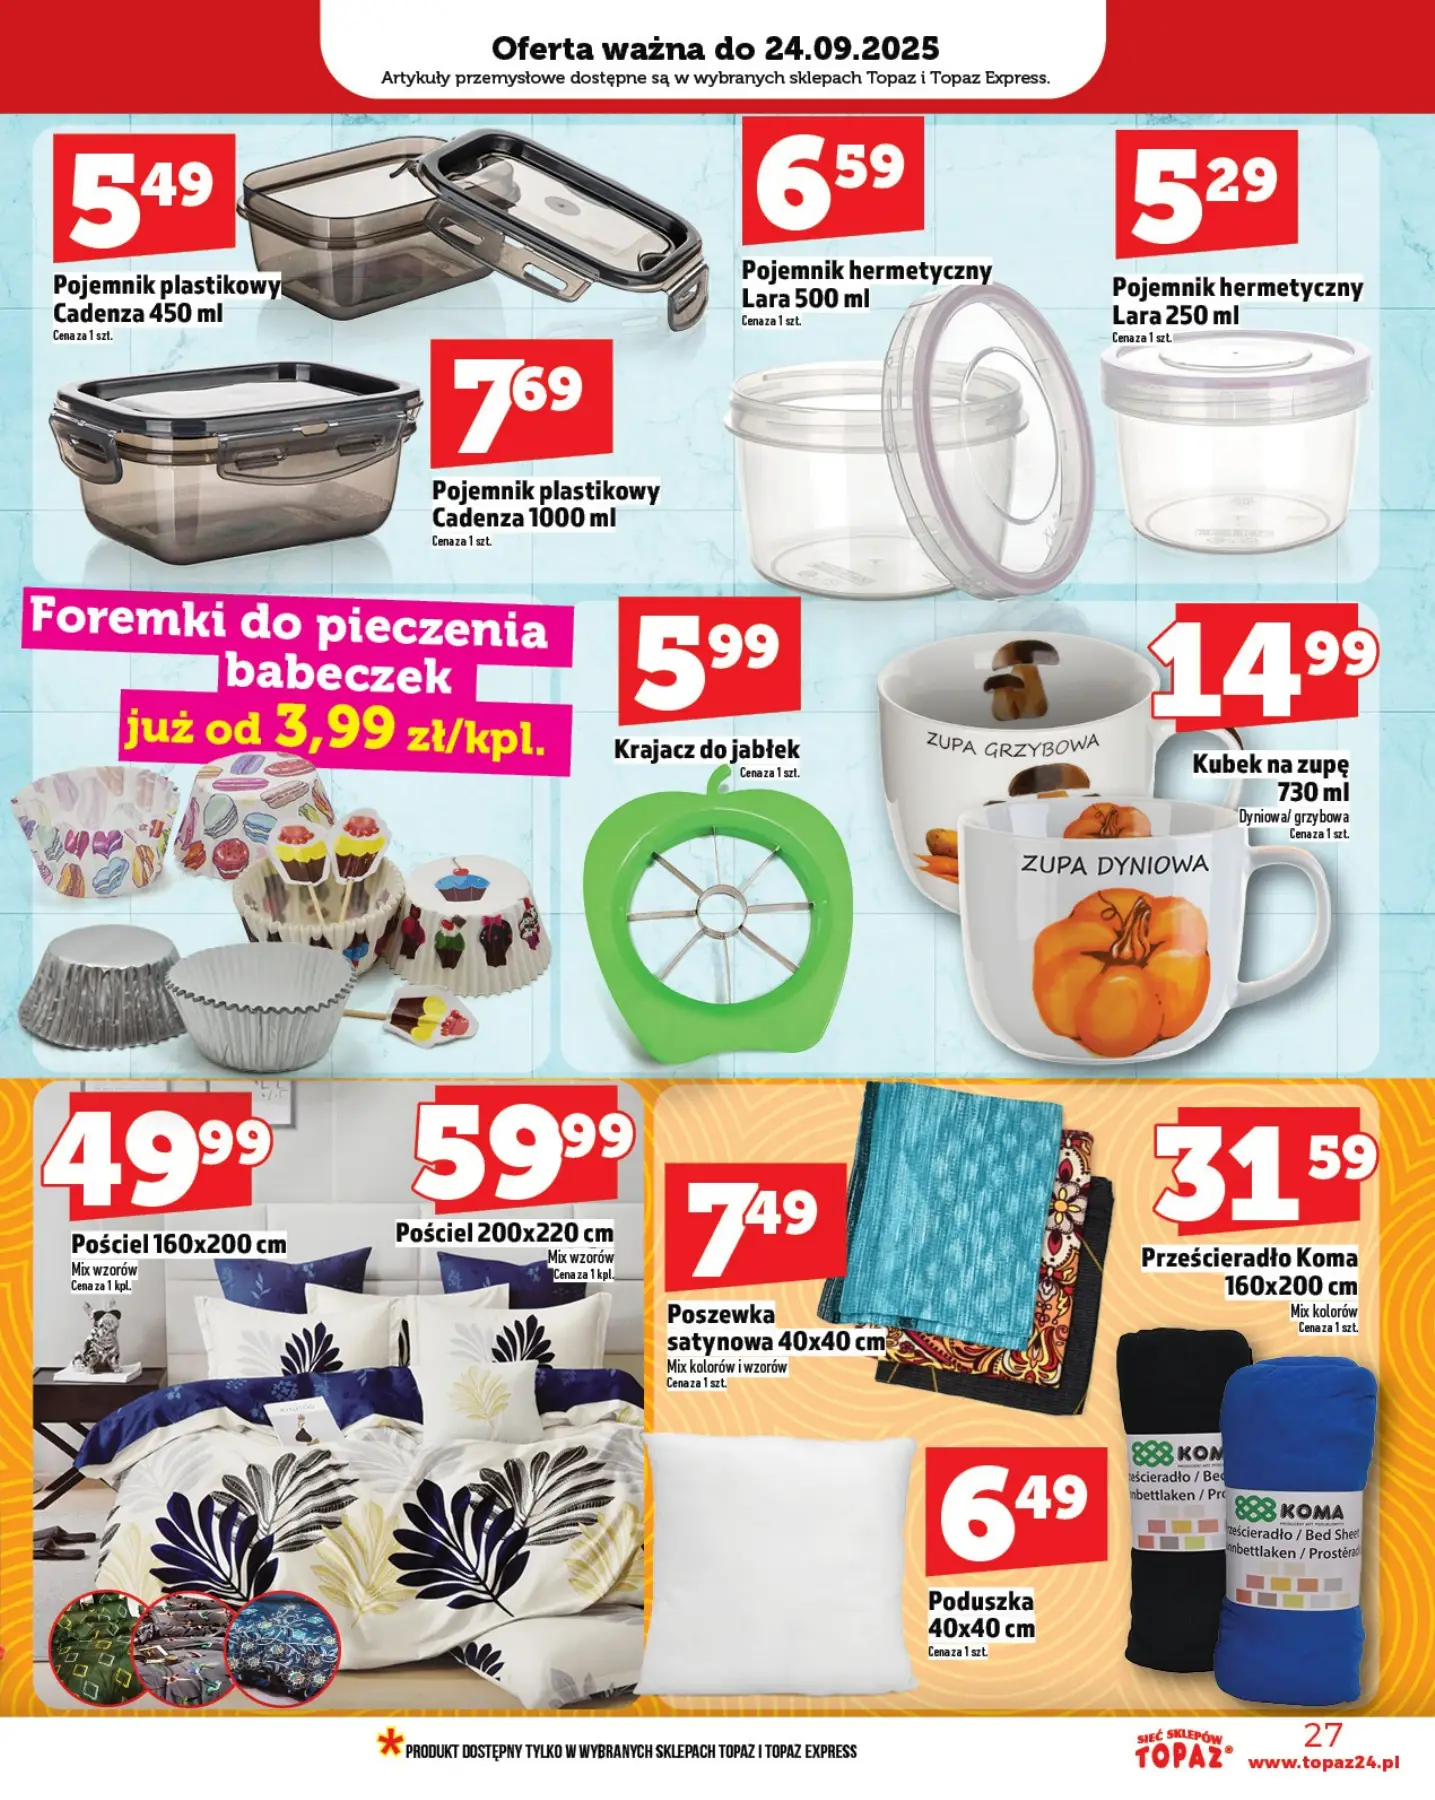 Oferta ważna do 24.09.2025
Artykuły przemysłowe dostępne są w wybranych sklepach Topaz i Topaz Express.
5 49
Pojemnik plastikowy
Cadenza 450 ml
Cena za 1 szt.
7 69
Pojemnik plastikowy
Cadenza 1000 ml
Cena za 1 szt.
6 59
Pojemnik hermetyczny
Lara 500 ml
Cena za 1 szt.
5 29
Pojemnik hermetyczny
Lara 250 ml
Cena za 1 szt.
Foremki do pieczenia
babeczek
już od 3,99 zł/kpl.
5 99
Krajacz do jabłek
Cena za 1 szt.
14 99
Kubek na zupę
730 ml
Dyniowa/ grzybowa
Cena za 1 szt.
ZUPA GRZYBOWA
ZUPA DYNIOWA
49 99
Pościel 160x200 cm
Mix wzorów
Cena za 1 kpl.
59 99
Pościel 200x220 cm
Mix wzorów
Cena za 1 kpl.
7 49
Poszewka
satynowa 40x40 cm
Mix kolorów i wzorów
Cena za 1 szt.
31 59
Prześcieradło Koma
160x200 cm
Mix kolorów
Cena za 1 szt.
KOMA
Bed Sheet
6 49
Poduszka
40x40 cm
Cena za 1 szt.
* PRODUKT DOSTĘPNY TYLKO W WYBRANYCH SKLEPACH TOPAZ I TOPAZ EXPRESS
SIEĆ SKLEPÓW
TOPAZ®
27
www.topaz24.pl